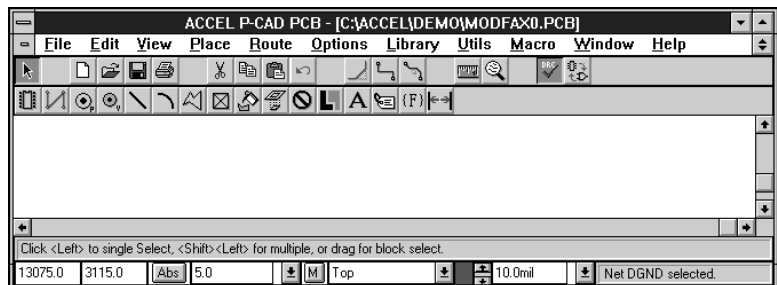 ACCEL P-CAD PCB - [C:\ACCEL\DEMO\MODFAX0.PCB]
File Edit View Place Route Options Library Utils Macro Window Help
DRC
P V A {F}
Click <Left> to single Select, <Shift><Left> for multiple, or drag for block select.
13075.0 3115.0 Abs 5.0 M Top 10.0mil Net DGND selected.